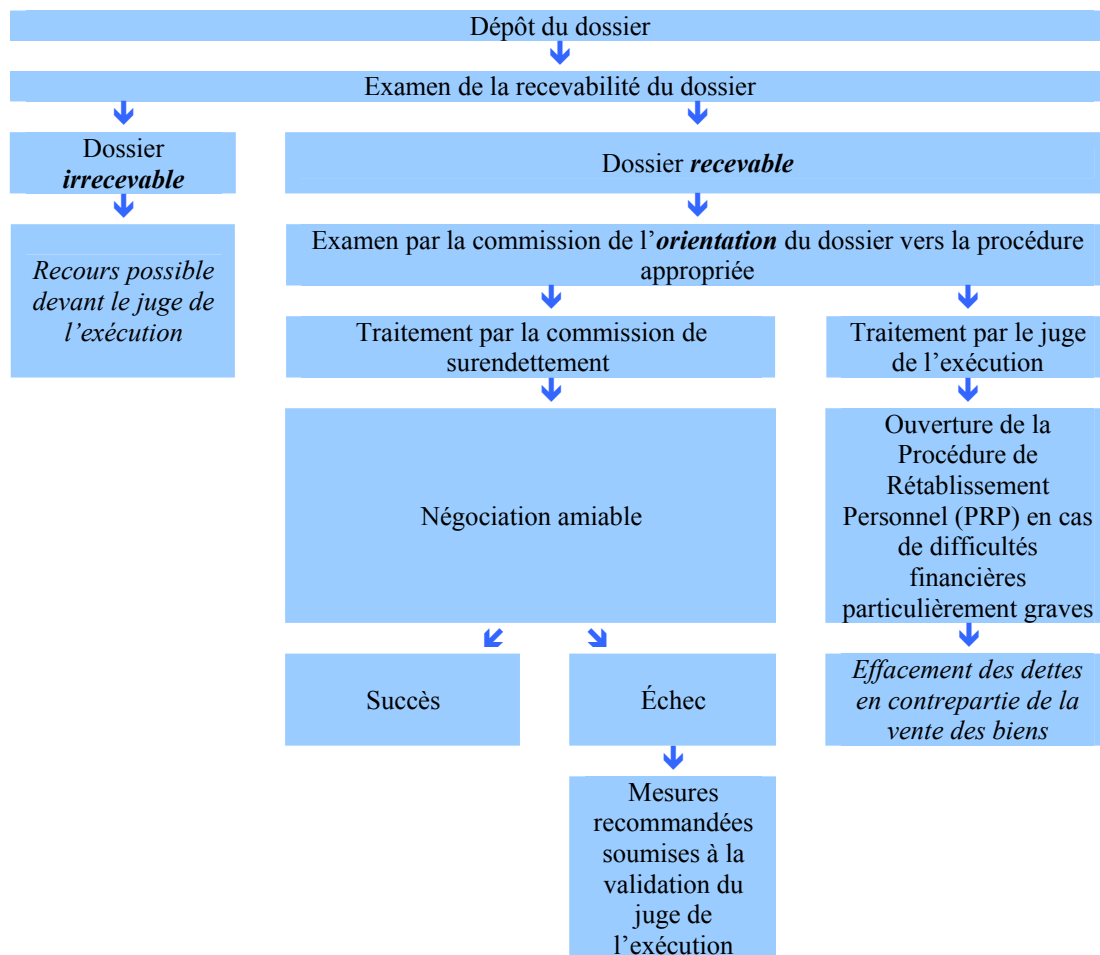 Dépôt du dossier
Examen de la recevabilité du dossier
Dossier
irrecevable
Dossier recevable
Recours possible
devant le juge de
l’exécution
Examen par la commission de l’orientation du dossier vers la procédure
appropriée
Traitement par la commission de
surendettement
Traitement par le juge
de l’exécution
Négociation amiable
Ouverture de la
Procédure de
Rétablissement
Personnel (PRP) en cas
de difficultés
financières
particulièrement graves
Succès
Échec
Effacement des dettes
en contrepartie de la
vente des biens
Mesures
recommandées
soumises à la
validation du
juge de
l’exécution